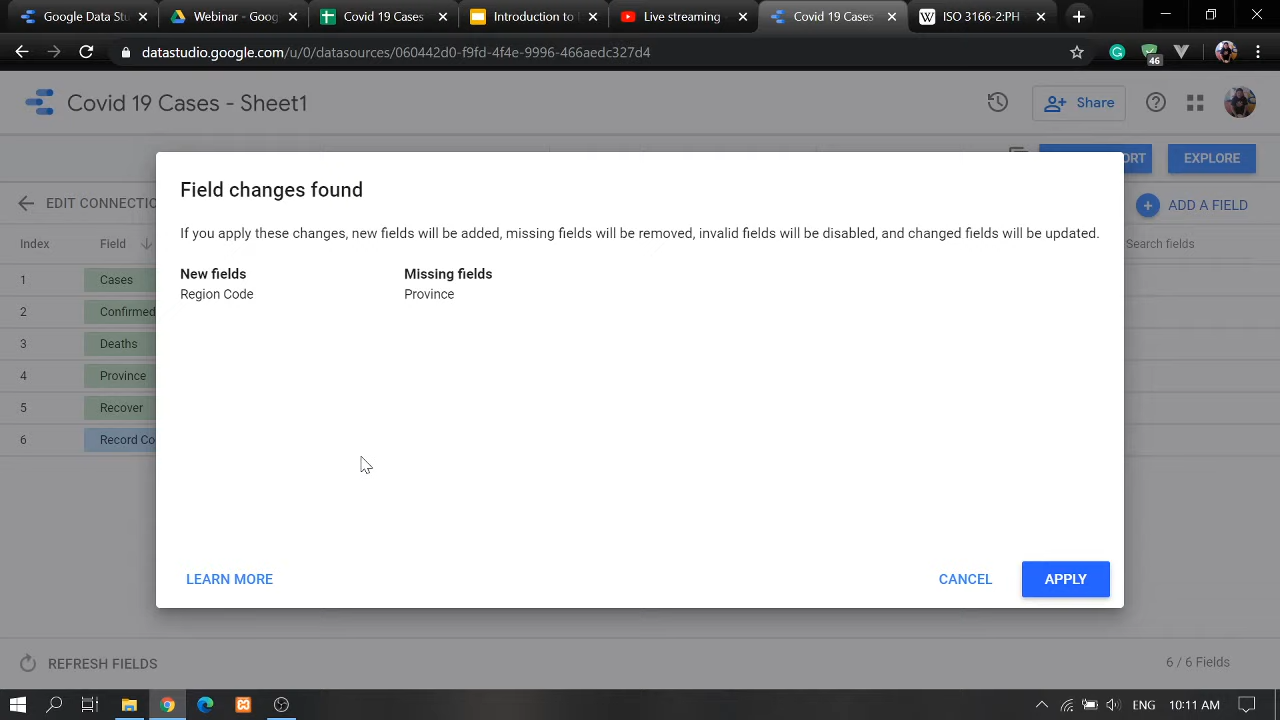 Google Data Stu
Webinar - Goog
Covid 19 Cases
Introduction to
Live streaming
Covid 19 Cases
ISO 3166-2:PH
datastudio.google.com/u/0/datasources/060442d0-f9fd-4f4e-9996-466aedc327d4
46
Covid 19 Cases - Sheet1
Share
ORT
EXPLORE
EDIT CONNECTIO
ADD A FIELD
Index
Field
Search fields
1 Cases
2 Confirmed
3 Deaths
4 Province
5 Recover
6 Record Co
Field changes found
If you apply these changes, new fields will be added, missing fields will be removed, invalid fields will be disabled, and changed fields will be updated.
New fields
Region Code
Missing fields
Province
LEARN MORE
CANCEL
APPLY
REFRESH FIELDS
6 / 6 Fields
ENG
10:11 AM